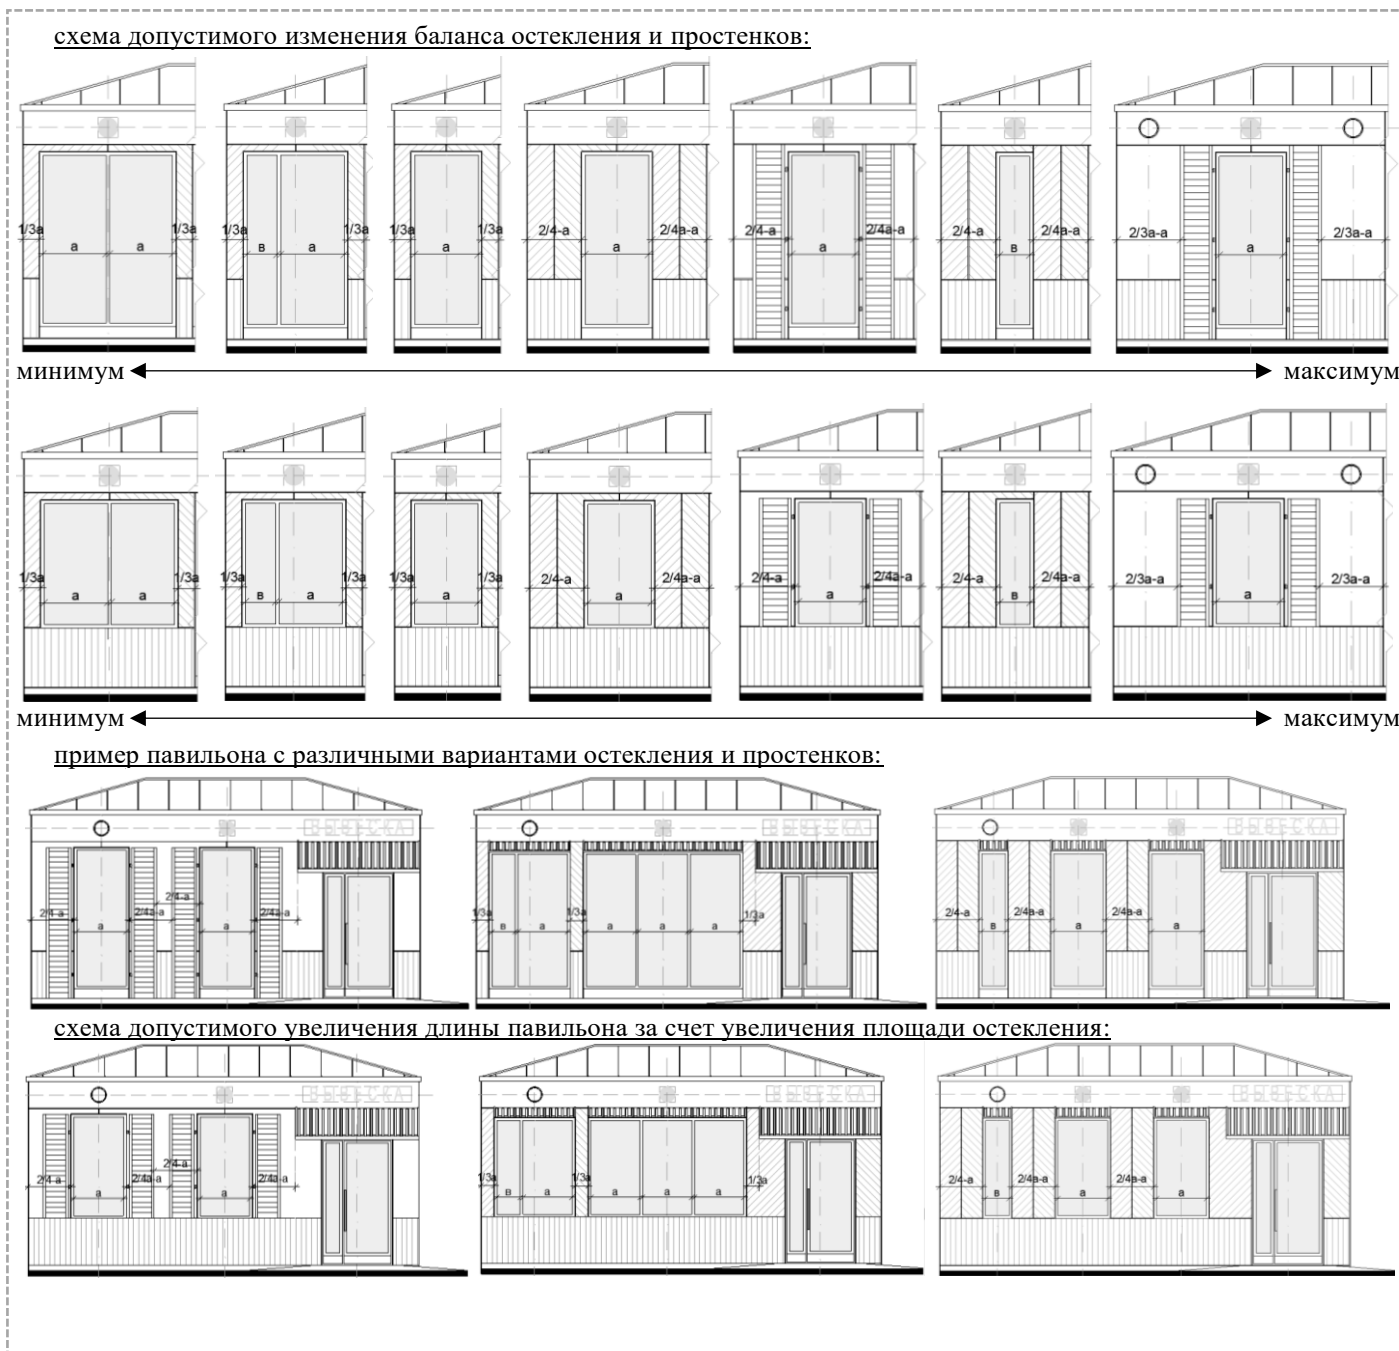 схема допустимого изменения баланса остекления и простенков:
1/3а а а 1/3а 1/3а в а 1/3а 1/3а а 1/3а 2/4-а а 2/4а-а 2/4-а а 2/4а-а 2/4-а в 2/4а-а 2/3а-а а 2/3а-а
минимум максимум
1/3а а а 1/3а 1/3а в а 1/3а 1/3а а 1/3а 2/4-а а 2/4а-а 2/4-а а 2/4а-а 2/4-а в 2/4а-а 2/3а-а а 2/3а-а
минимум максимум
пример павильона с различными вариантами остекления и простенков:
ВЫВЕСКА ВЫВЕСКА ВЫВЕСКА
2/4-а а 2/4а-а 2/4-а а 2/4а-а 1/3а в а 1/3а а а а 1/3а 2/4-а в 2/4а-а а 2/4а-а а
схема допустимого увеличения длины павильона за счет увеличения площади остекления:
ВЫВЕСКА ВЫВЕСКА ВЫВЕСКА
2/4-а а 2/4а-а 2/4-а а 2/4а-а 1/3а в а 1/3а а а а 1/3а 2/4-а в 2/4а-а а 2/4а-а а